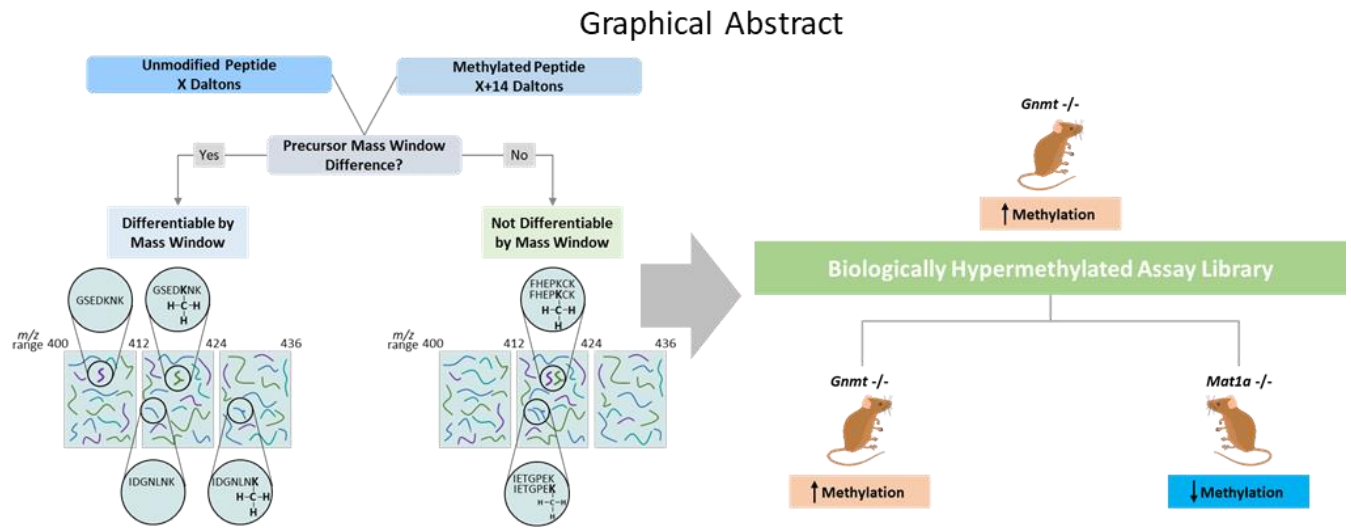 Graphical Abstract
Unmodified Peptide
X Daltons
Methylated Peptide
X+14 Daltons
Precursor Mass Window
Difference?
Yes
No
Differentiable by
Mass Window
Not Differentiable
by Mass Window
GSEDKNK
GSEDKNK
H-C-H
H
FHEPKCK
FHEPKCK
H-C-H
H
m/z
range
400
412
424
436
m/z
range
400
412
424
436
IDGNLNK
IDGNLNK
H-C-H
H
IETGPEK
IETGPEK
H-C-H
H
Gnmt -/-
↑ Methylation
Biologically Hypermethylated Assay Library
Gnmt -/-
↑ Methylation
Mat1a -/-
↓ Methylation